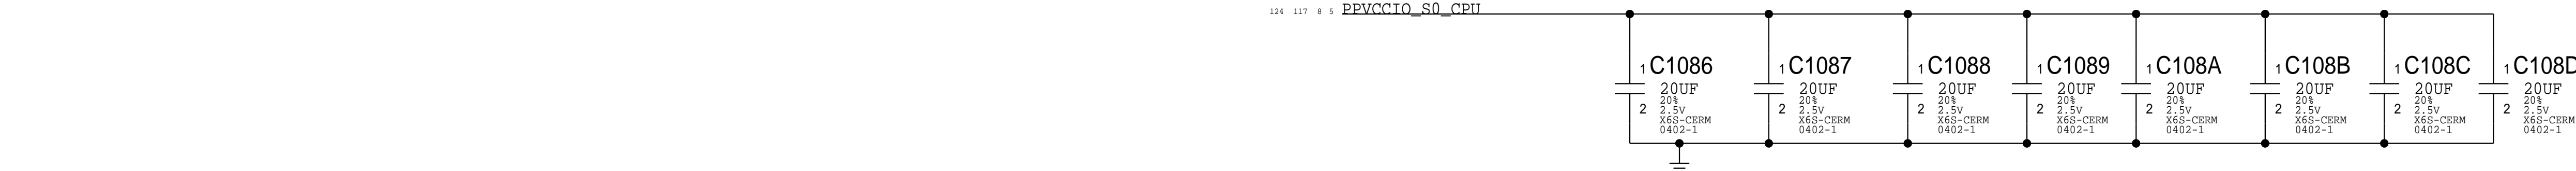 124 117 8 5 PPVCCIO_S0_CPU
1 C1086
20UF
20%
2 2.5V
X6S-CERM
0402-1
1 C1087
20UF
20%
2 2.5V
X6S-CERM
0402-1
1 C1088
20UF
20%
2 2.5V
X6S-CERM
0402-1
1 C1089
20UF
20%
2 2.5V
X6S-CERM
0402-1
1 C108A
20UF
20%
2 2.5V
X6S-CERM
0402-1
1 C108B
20UF
20%
2 2.5V
X6S-CERM
0402-1
1 C108C
20UF
20%
2 2.5V
X6S-CERM
0402-1
1 C108D
20UF
20%
2 2.5V
X6S-CERM
0402-1